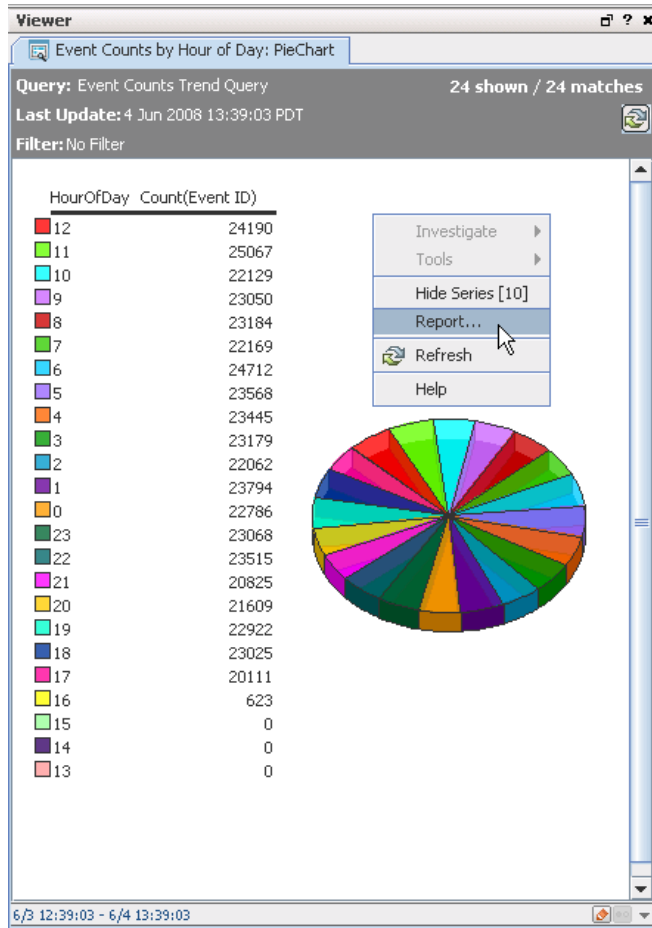 Viewer
Event Counts by Hour of Day: PieChart
Query: Event Counts Trend Query 24 shown / 24 matches
Last Update: 4 Jun 2008 13:39:03 PDT
Filter: No Filter
HourOfDay Count(Event ID)
12 24190
11 25067
10 22129
9 23050
8 23184
7 22169
6 24712
5 23568
4 23445
3 23179
2 22062
1 23794
0 22786
23 23068
22 23515
21 20825
20 21609
19 22922
18 23025
17 20111
16 623
15 0
14 0
13 0
Investigate
Tools
Hide Series [10]
Report...
Refresh
Help
6/3 12:39:03 - 6/4 13:39:03